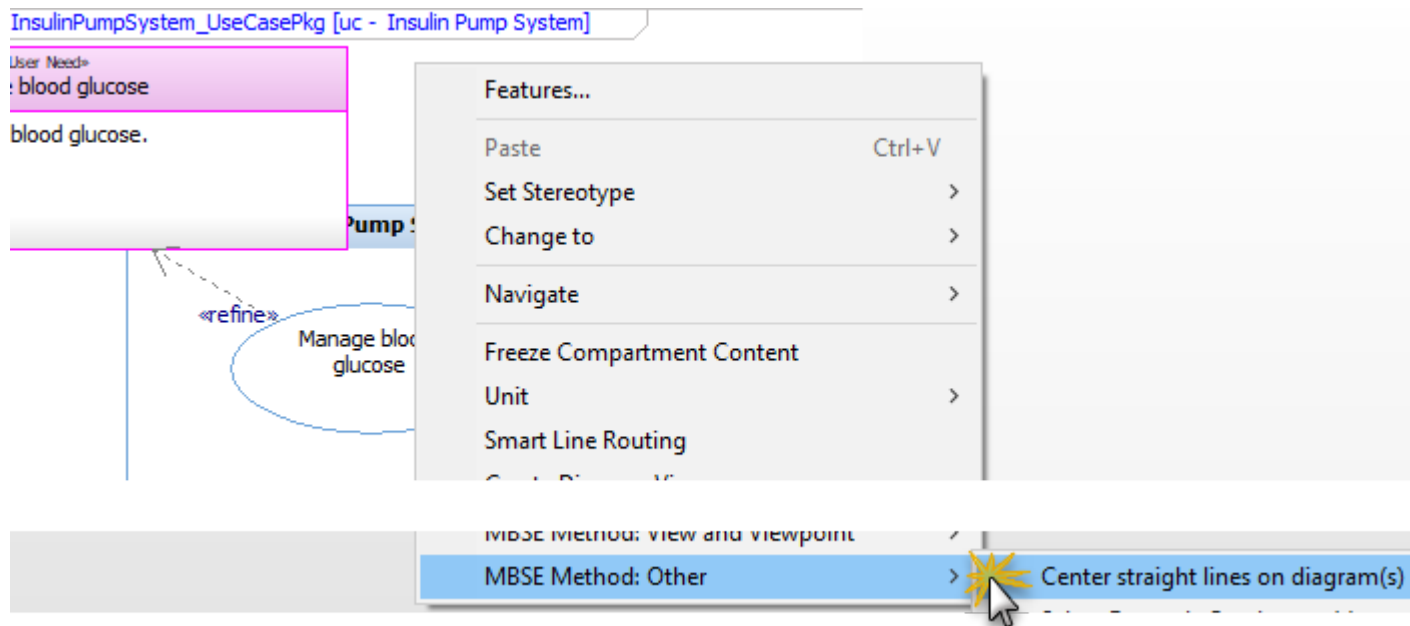 InsulinPumpSystem_UseCasePkg [uc - Insulin Pump System]
User Need»
blood glucose
blood glucose.
Pump
«refine»
Manage
glucose
Features...
Paste Ctrl+V
Set Stereotype >
Change to >
Navigate >
Freeze Compartment Content
Unit >
Smart Line Routing
MBSE Method: View and Viewpoint >
MBSE Method: Other >
Center straight lines on diagram(s)